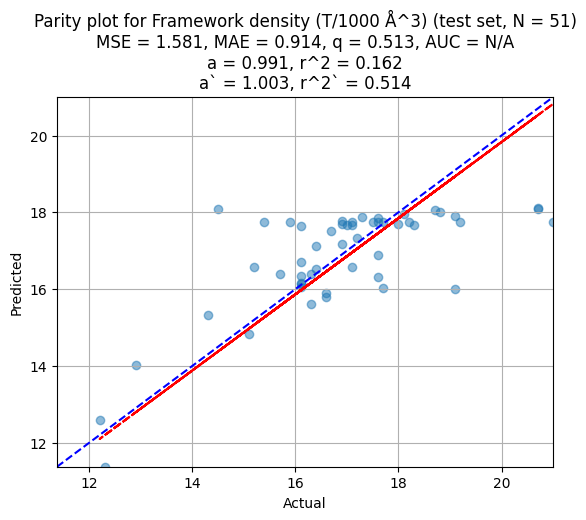 Parity plot for Framework density (T/1000 Å^3) (test set, N = 51)
MSE = 1.581, MAE = 0.914, q = 0.513, AUC = N/A
a = 0.991, r^2 = 0.162
a` = 1.003, r^2` = 0.514
20
18
16
14
12
Predicted
12 14 16 18 20
Actual